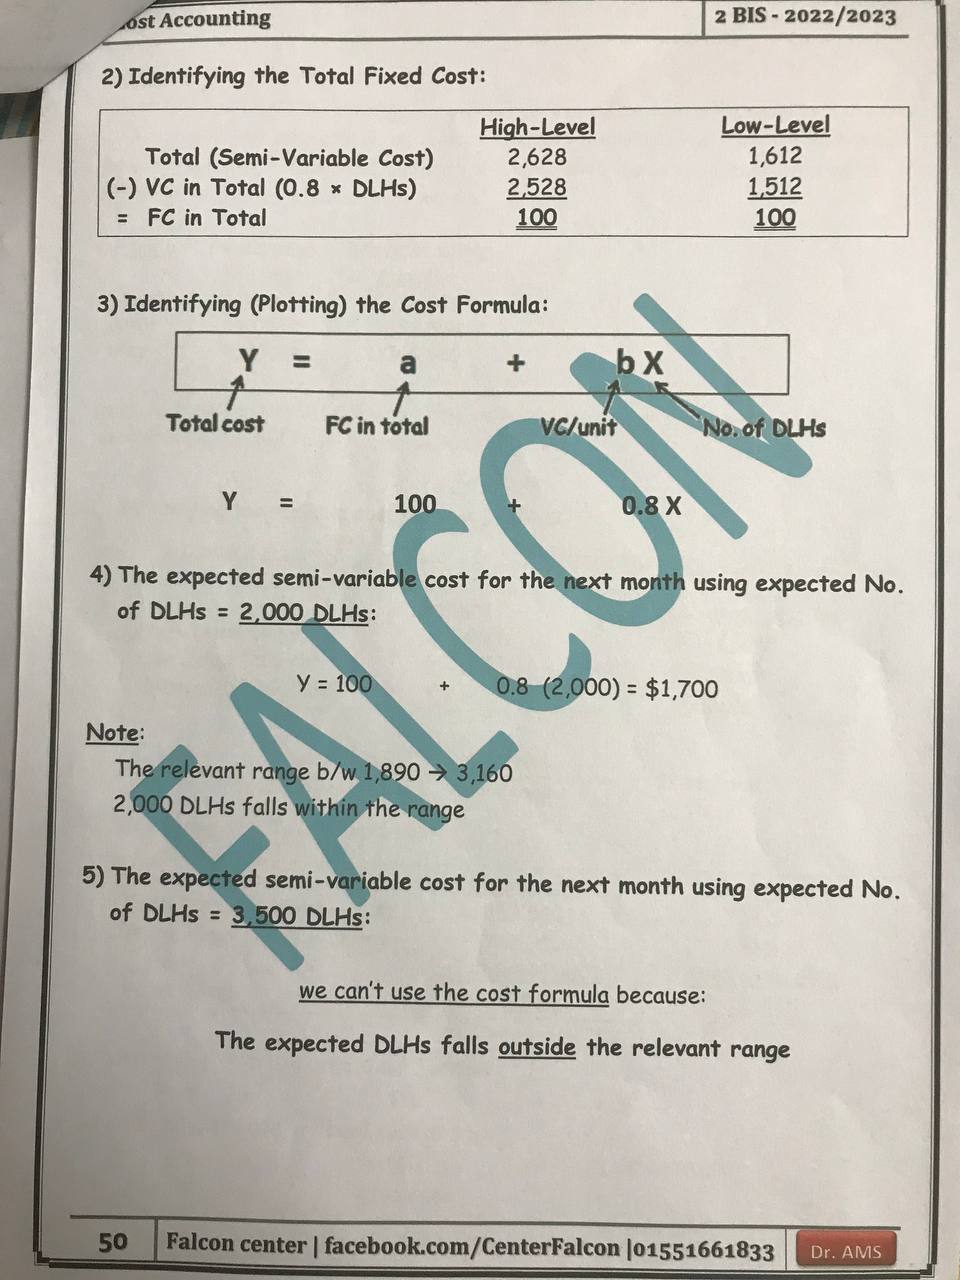 ost Accounting
2 BIS - 2022/2023
2) Identifying the Total Fixed Cost:
High-Level Low-Level
Total (Semi-Variable Cost) 2,628 1,612
(-) VC in Total (0.8 × DLHs) 2,528 1,512
= FC in Total 100 100
3) Identifying (Plotting) the Cost Formula:
Y = a + b X
Total cost FC in total VC/unit No. of DLHs
Y = 100 + 0.8 X
4) The expected semi-variable cost for the next month using expected No.
of DLHs = 2,000 DLHs:
Y = 100 + 0.8 (2,000) = $1,700
Note:
The relevant range b/w 1,890 → 3,160
2,000 DLHs falls within the range
5) The expected semi-variable cost for the next month using expected No.
of DLHs = 3,500 DLHs:
we can't use the cost formula because:
The expected DLHs falls outside the relevant range
FALCON
50 Falcon center | facebook.com/CenterFalcon |01551661833 Dr. AMS